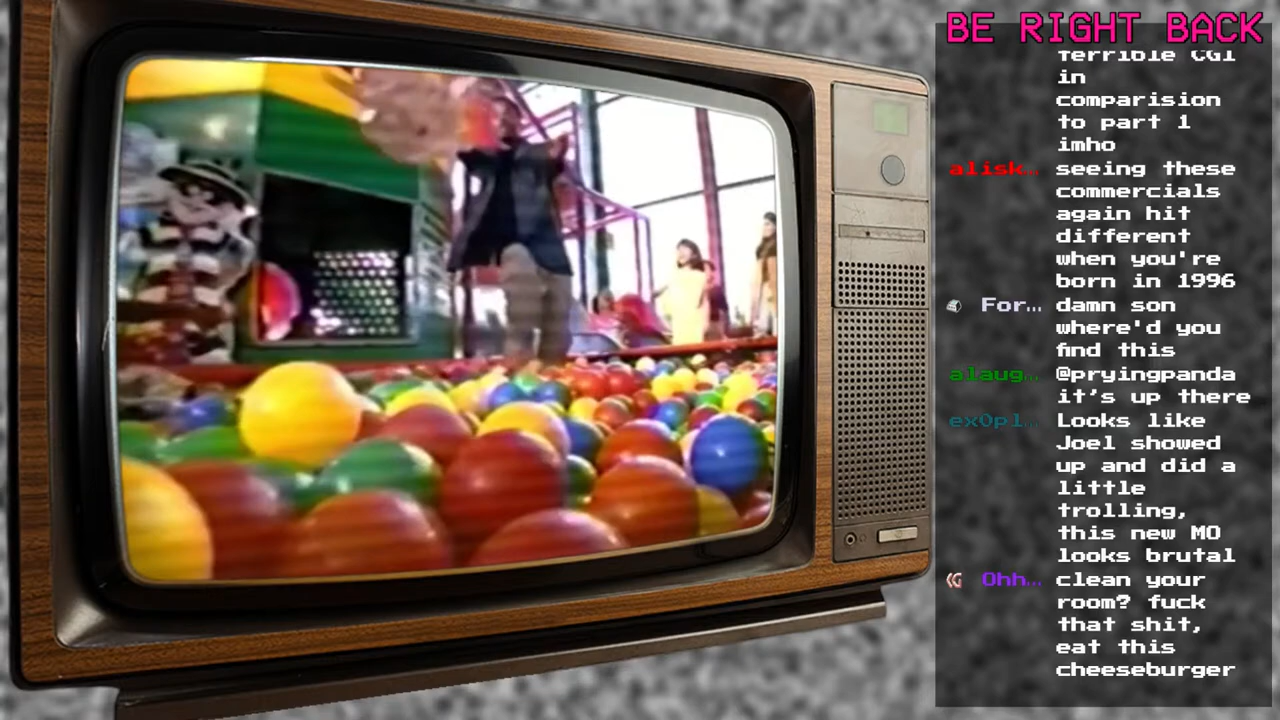 BE RIGHT BACK
terrible CGI
in
comparision
to part 1
imho
alisk… seeing these
commercials
again hit
different
when you're
born in 1996
For… damn son
where'd you
find this
alaug… @pryingpanda
it's up there
ex0pl… Looks like
Joel showed
up and did a
little
trolling,
this new MO
looks brutal
Ohh… clean your
room? fuck
that shit,
eat this
cheeseburger